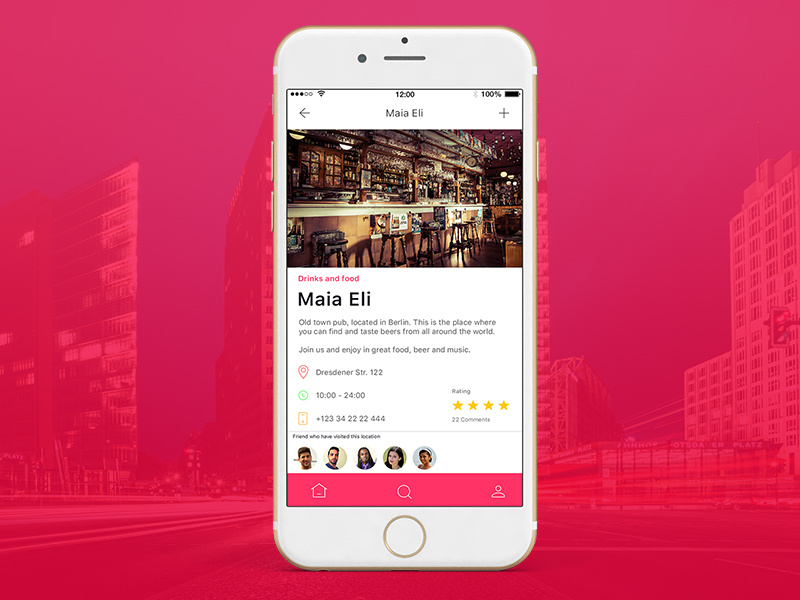 12:00
100%
Maia Eli
Drinks and food
Maia Eli
Old town pub, located in Berlin. This is the place where
you can find and taste beers from all around the world.
Join us and enjoy in great food, beer and music.
Dresdener Str. 122
10:00 - 24:00
+123 34 22 22 444
Rating
22 Comments
Friend who have visited this location
PLATZ